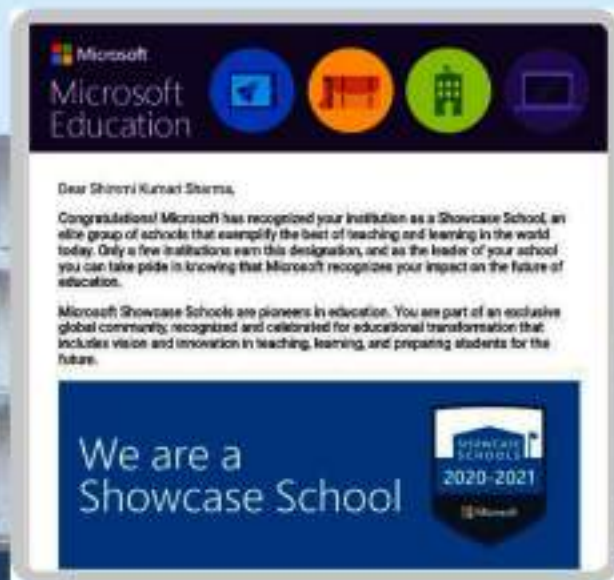 Microsoft
Microsoft
Education
Dear Shimmi Kumari Sharma,
Congratulations! Microsoft has recognized your institution as a Showcase School, an
elite group of schools that exemplify the best of teaching and learning in the world
today. Only a few institutions earn this designation, and as the leader of your school
you can take pride in knowing that Microsoft recognizes your impact on the future of
education.
Microsoft Showcase Schools are pioneers in education. You are part of an exclusive
global community, recognized and celebrated for educational transformation that
includes vision and innovation in teaching, learning, and preparing students for the
future.
We are a
Showcase School
SHOWCASE
SCHOOLS
2020-2021
Microsoft